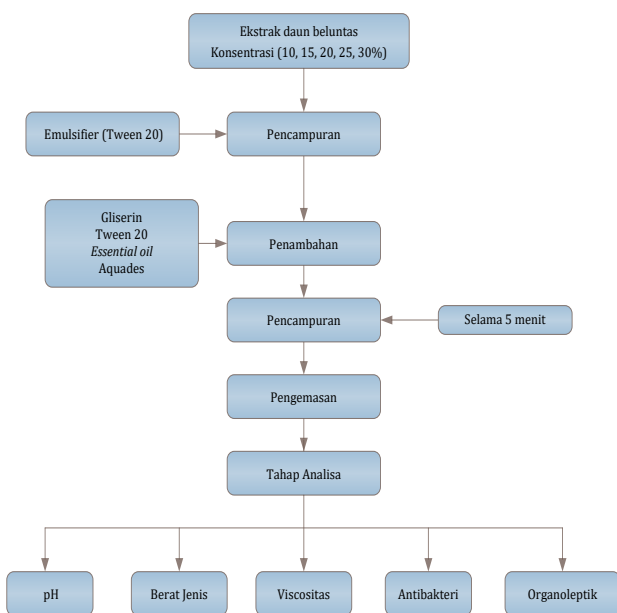 Ekstrak daun beluntas
Konsentrasi (10, 15, 20, 25, 30%)
Emulsifier (Tween 20)
Pencampuran
Gliserin
Tween 20
Essential oil
Aquades
Penambahan
Pencampuran
Selama 5 menit
Pengemasan
Tahap Analisa
pH
Berat Jenis
Viscositas
Antibakteri
Organoleptik